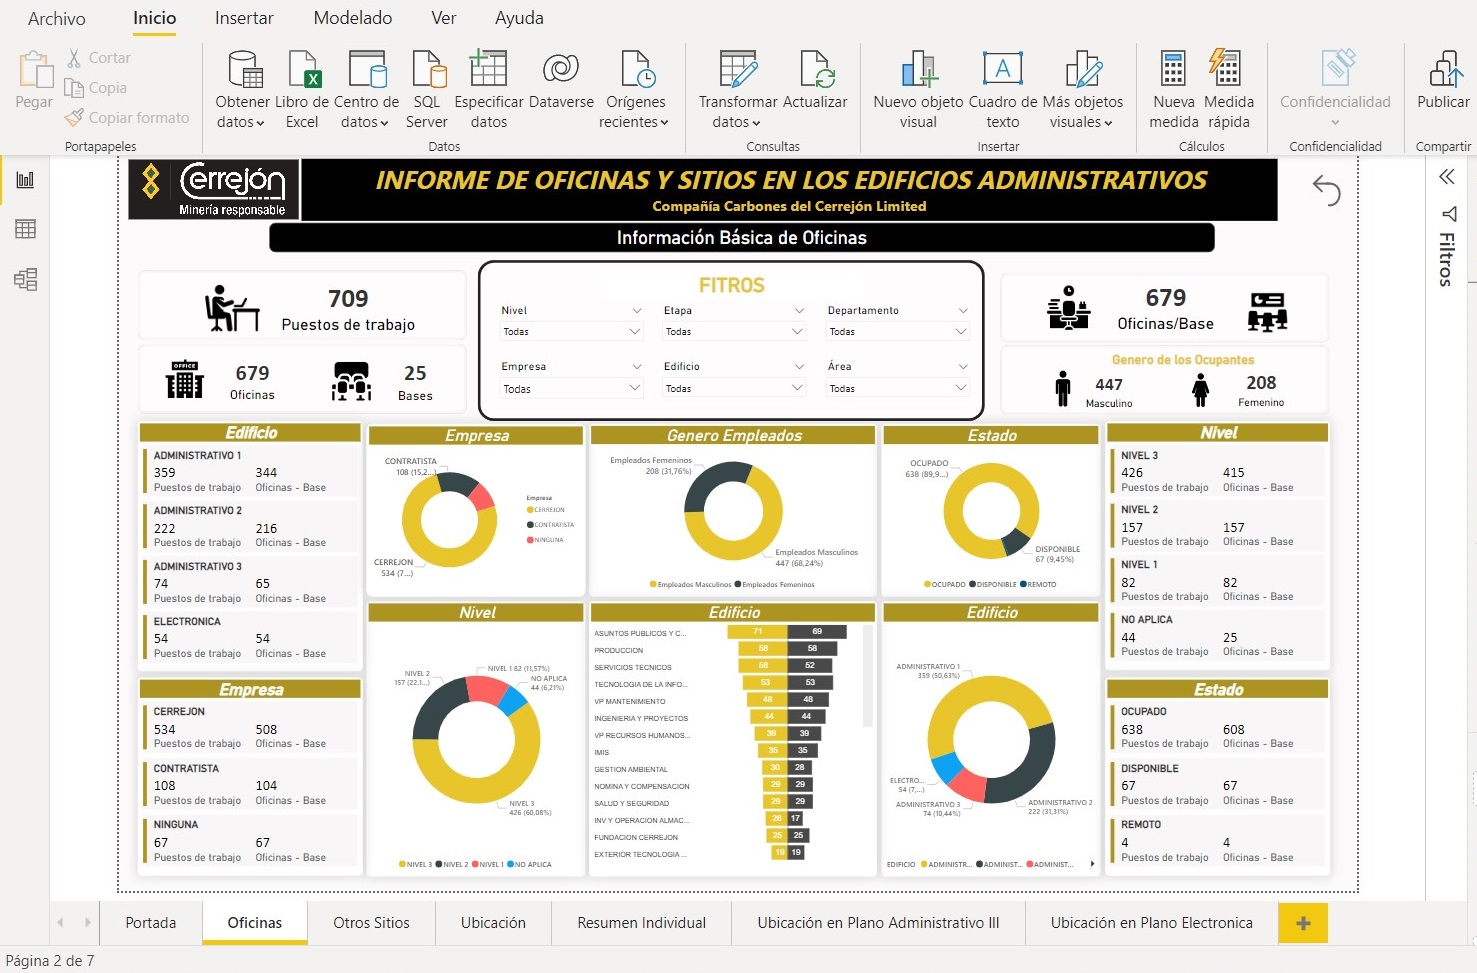 Archivo Inicio Insertar Modelado Ver Ayuda
Pegar
Cortar
Copia
Copiar formato
Portapapeles
Obtener datos
Libro de Excel
Centro de datos
SQL Server
Especificar datos
Dataverse
Orígenes recientes
Datos
Transformar datos
Actualizar
Consultas
Nuevo objeto visual
Cuadro de texto
Más objetos visuales
Insertar
Nueva medida
Medida rápida
Cálculos
Confidencialidad
Confidencialidad
Publicar
Compartir
Cerrejón
Minería responsable
INFORME DE OFICINAS Y SITIOS EN LOS EDIFICIOS ADMINISTRATIVOS
Compañía Carbones del Cerrejón Limited
Información Básica de Oficinas
Filtros
709
Puestos de trabajo
OFFICE
679
Oficinas
25
Bases
FITROS
Nivel Etapa Departamento
Todas Todas Todas
Empresa Edificio Área
Todas Todas Todas
679
Oficinas/Base
Genero de los Ocupantes
447
Masculino
208
Femenino
Edificio
ADMINISTRATIVO 1
359 344
Puestos de trabajo Oficinas - Base
ADMINISTRATIVO 2
222 216
Puestos de trabajo Oficinas - Base
ADMINISTRATIVO 3
74 65
Puestos de trabajo Oficinas - Base
ELECTRONICA
54 54
Puestos de trabajo Oficinas - Base
Empresa
CERREJON
534 508
Puestos de trabajo Oficinas - Base
CONTRATISTA
108 104
Puestos de trabajo Oficinas - Base
NINGUNA
67 67
Puestos de trabajo Oficinas - Base
Empresa
CONTRATISTA
108 (15,2...)
CERREJON
534 (7...)
Empresa
CERREJON
CONTRATISTA
NINGUNA
Genero Empleados
Empleados Femeninos
208 (31,76%)
Empleados Masculinos
447 (68,24%)
Empleados Masculinos Empleados Femeninos
Estado
OCUPADO
638 (89,9...)
DISPONIBLE
67 (9,45%)
OCUPADO DISPONIBLE REMOTO
Nivel
NIVEL 2
157 (22,1...)
NIVEL 1 82 (11,57%)
NO APLICA
44 (6,21%)
NIVEL 3
426 (60,08%)
NIVEL 3 NIVEL 2 NIVEL 1 NO APLICA
Edificio
ASUNTOS PUBLICOS Y C... 71 69
PRODUCCION 58 58
SERVICIOS TECNICOS 58 52
TECNOLOGIA DE LA INFO... 53 53
VP MANTENIMIENTO 48 48
INGENIERIA Y PROYECTOS 44 44
VP RECURSOS HUMANOS... 39 39
IMIS 35 35
GESTION AMBIENTAL 30 28
NOMINA Y COMPENSACION 29 29
SALUD Y SEGURIDAD 29 29
INV Y OPERACION ALMAC... 26 17
FUNDACION CERREJON 25 25
EXTERIOR TECNOLOGIA ... 19 19
Edificio
ADMINISTRATIVO 1
359 (50,63%)
ELECTRO...
54 (7,...)
ADMINISTRATIVO 3
74 (10,44%)
ADMINISTRATIVO 2
222 (31,31%)
EDIFICIO ADMINISTR... ADMINIST... ADMINIST...
Nivel
NIVEL 3
426 415
Puestos de trabajo Oficinas - Base
NIVEL 2
157 157
Puestos de trabajo Oficinas - Base
NIVEL 1
82 82
Puestos de trabajo Oficinas - Base
NO APLICA
44 25
Puestos de trabajo Oficinas - Base
Estado
OCUPADO
638 608
Puestos de trabajo Oficinas - Base
DISPONIBLE
67 67
Puestos de trabajo Oficinas - Base
REMOTO
4 4
Puestos de trabajo Oficinas - Base
Portada Oficinas Otros Sitios Ubicación Resumen Individual Ubicación en Plano Administrativo III Ubicación en Plano Electronica
Página 2 de 7